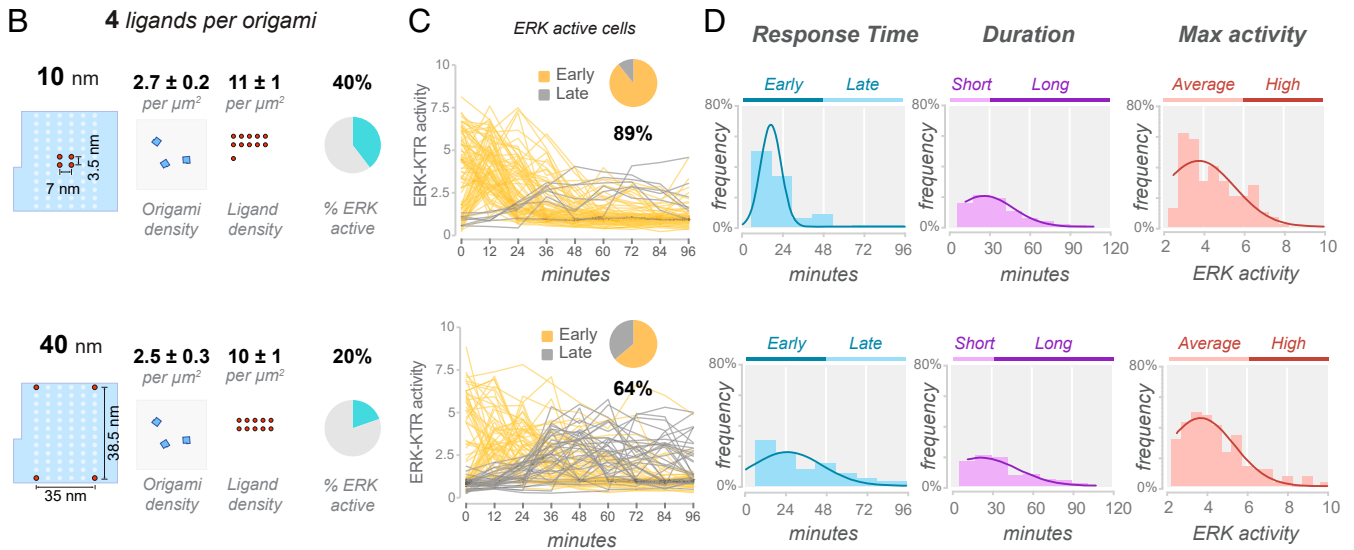 B
4 ligands per origami
10 nm
2.7 ± 0.2
per µm²
11 ± 1
per µm²
40%
3.5 nm
7 nm
Origami
density
Ligand
density
% ERK
active
40 nm
2.5 ± 0.3
per µm²
10 ± 1
per µm²
20%
38.5 nm
35 nm
Origami
density
Ligand
density
% ERK
active
C
ERK active cells
ERK-KTR activity
10
7.5
5
2.5
0
Early
Late
89%
0 12 24 36 48 60 72 84 96
minutes
ERK-KTR activity
10
7.5
5
2.5
0
Early
Late
64%
0 12 24 36 48 60 72 84 96
minutes
D
Response Time
Duration
Max activity
Early Late
80%
frequency
0%
0 24 48 72 96
minutes
Short Long
80%
frequency
0%
0 30 60 90 120
minutes
Average High
80%
frequency
0%
2 4 6 8 10
ERK activity
Early Late
80%
frequency
0%
0 24 48 72 96
minutes
Short Long
80%
frequency
0%
0 30 60 90 120
minutes
Average High
80%
frequency
0%
2 4 6 8 10
ERK activity